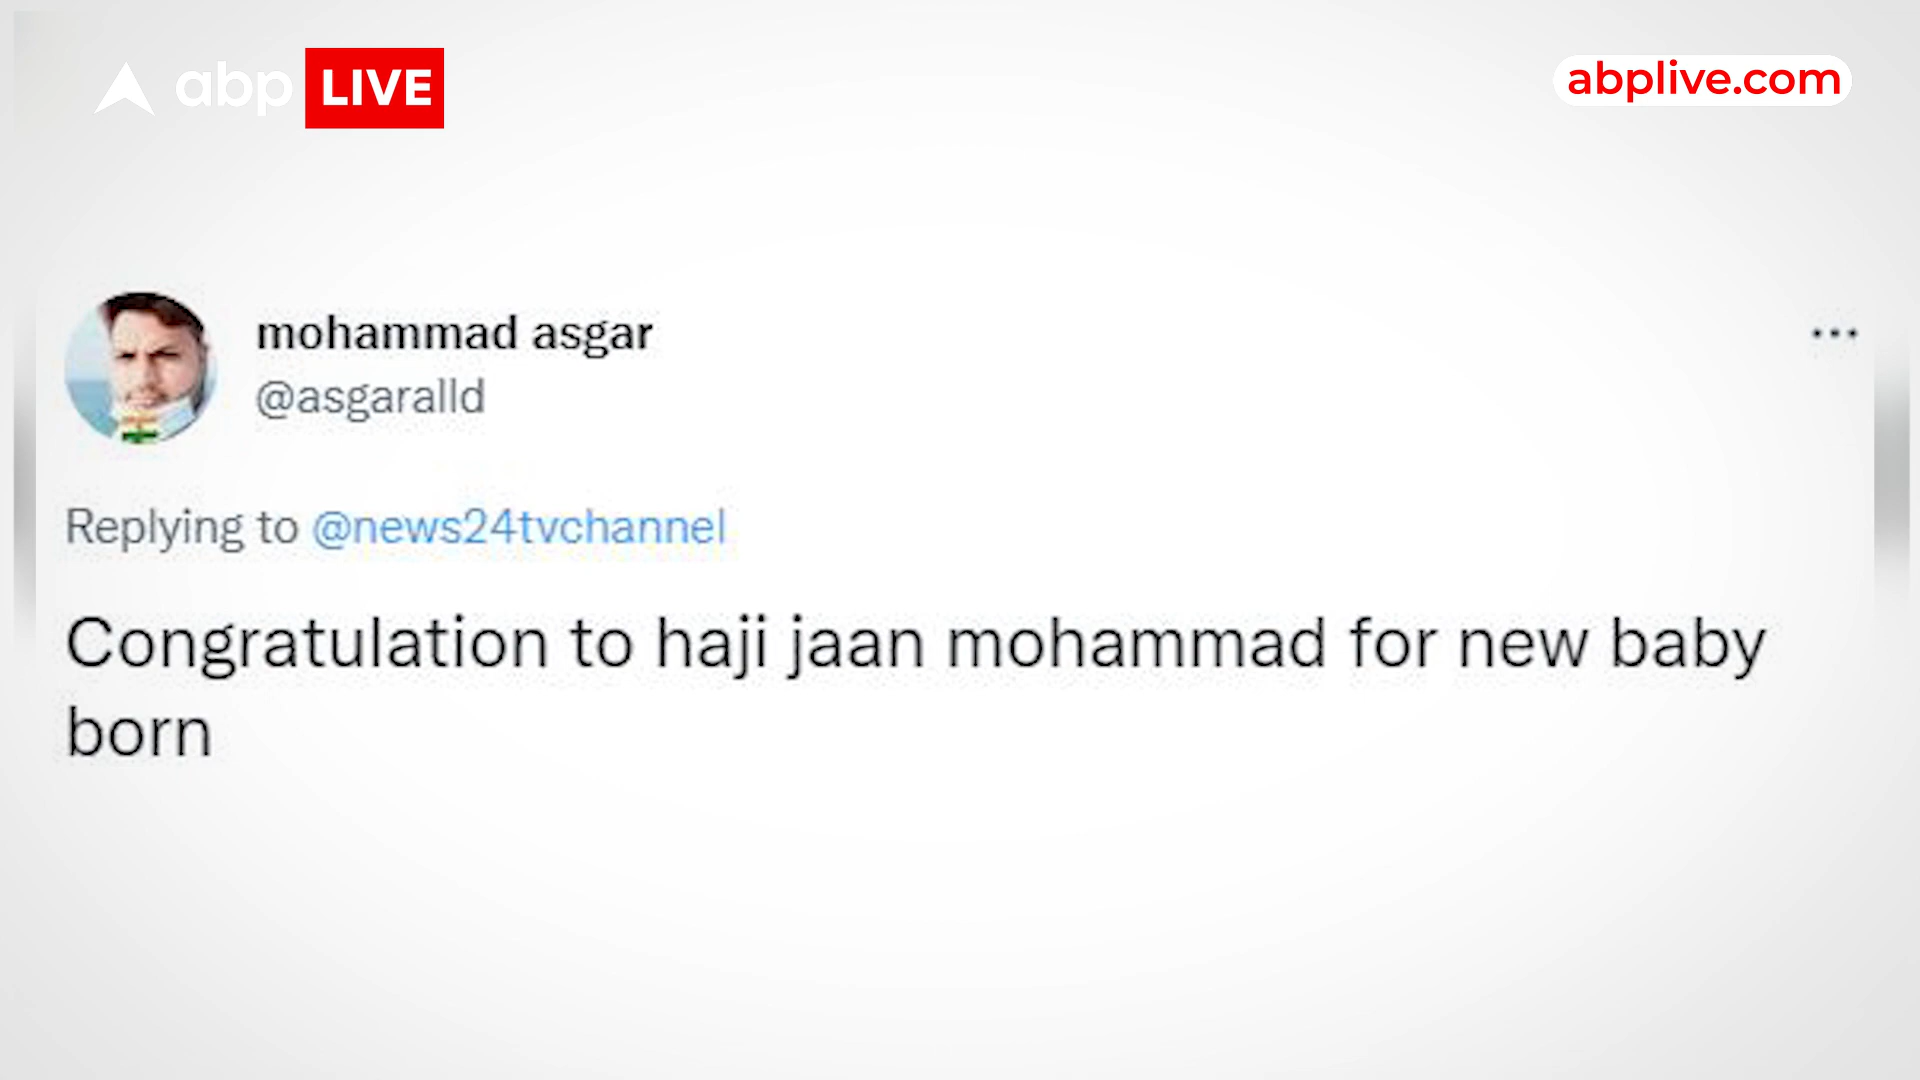 abp LIVE
abplive.com
mohammad asgar
@asgaralld
Replying to @news24tvchannel
Congratulation to haji jaan mohammad for new baby
born